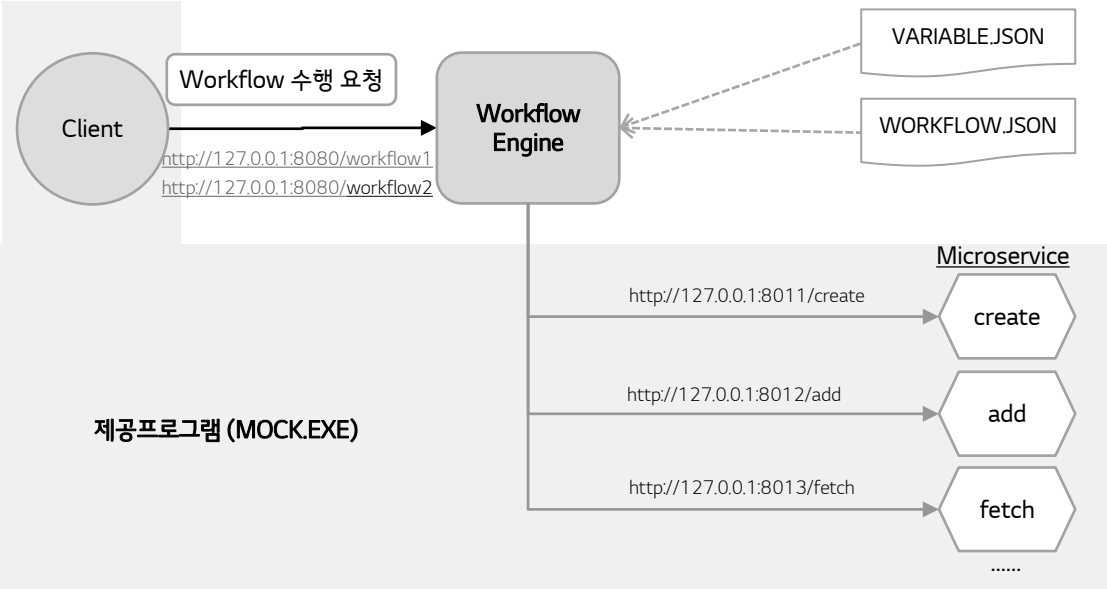 VARIABLE.JSON
Workflow 수행 요청
Client
Workflow
Engine
WORKFLOW.JSON
http://127.0.0.1:8080/workflow1
http://127.0.0.1:8080/workflow2
Microservice
http://127.0.0.1:8011/create
create
http://127.0.0.1:8012/add
add
제공프로그램 (MOCK.EXE)
http://127.0.0.1:8013/fetch
fetch
......